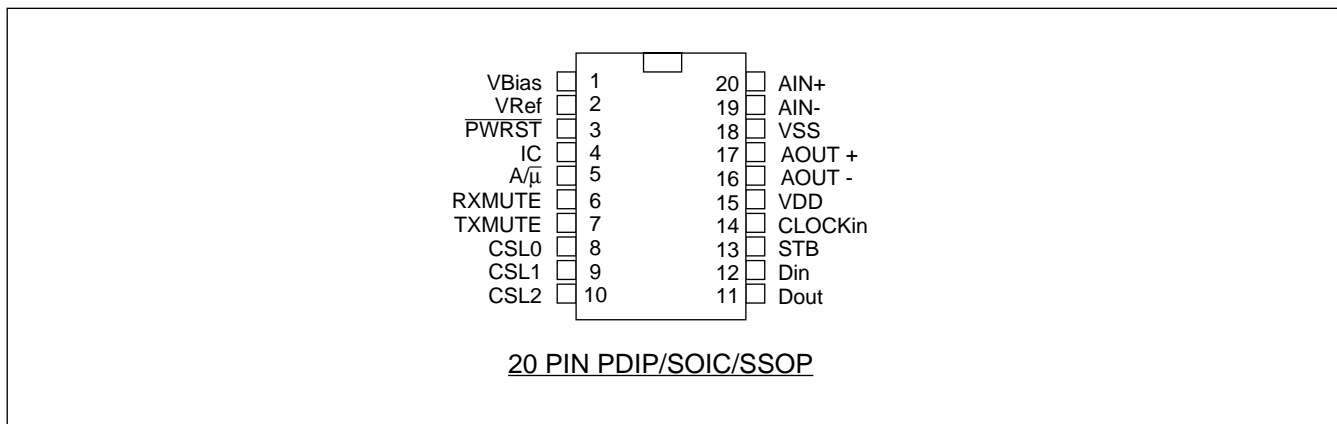 VBias 1 20 AIN+
VRef 2 19 AIN-
P̅W̅R̅S̅T̅ 3 18 VSS
IC 4 17 AOUT +
A/μ̅ 5 16 AOUT -
RXMUTE 6 15 VDD
TXMUTE 7 14 CLOCKin
CSL0 8 13 STB
CSL1 9 12 Din
CSL2 10 11 Dout
20 PIN PDIP/SOIC/SSOP